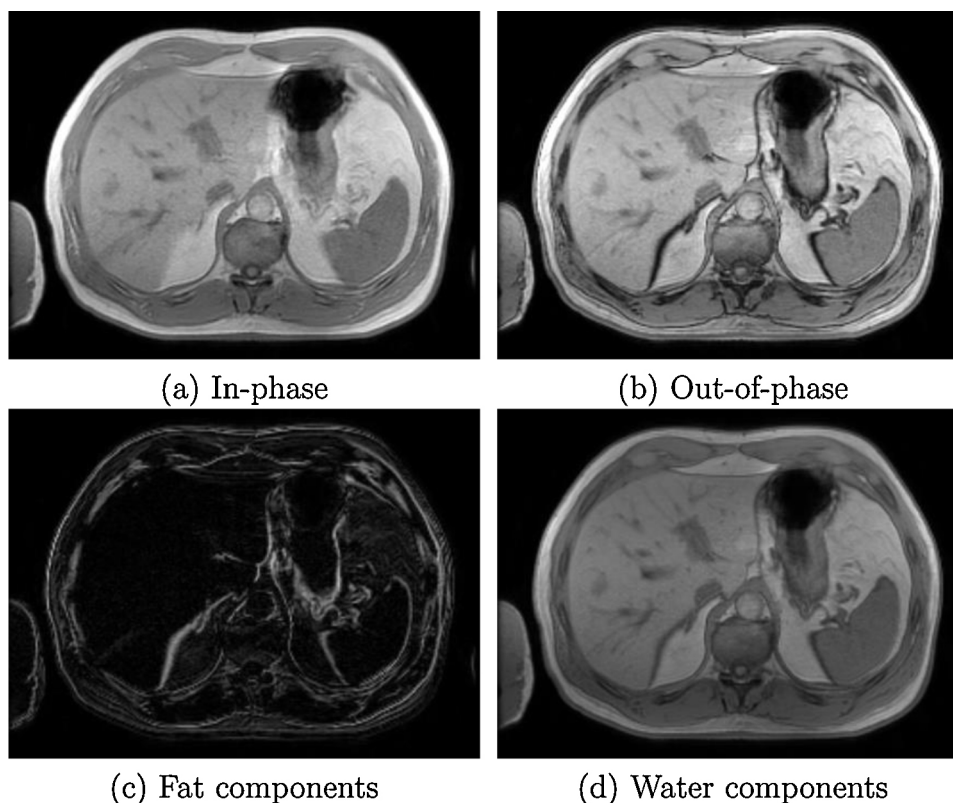 (a) In-phase
(b) Out-of-phase
(c) Fat components
(d) Water components